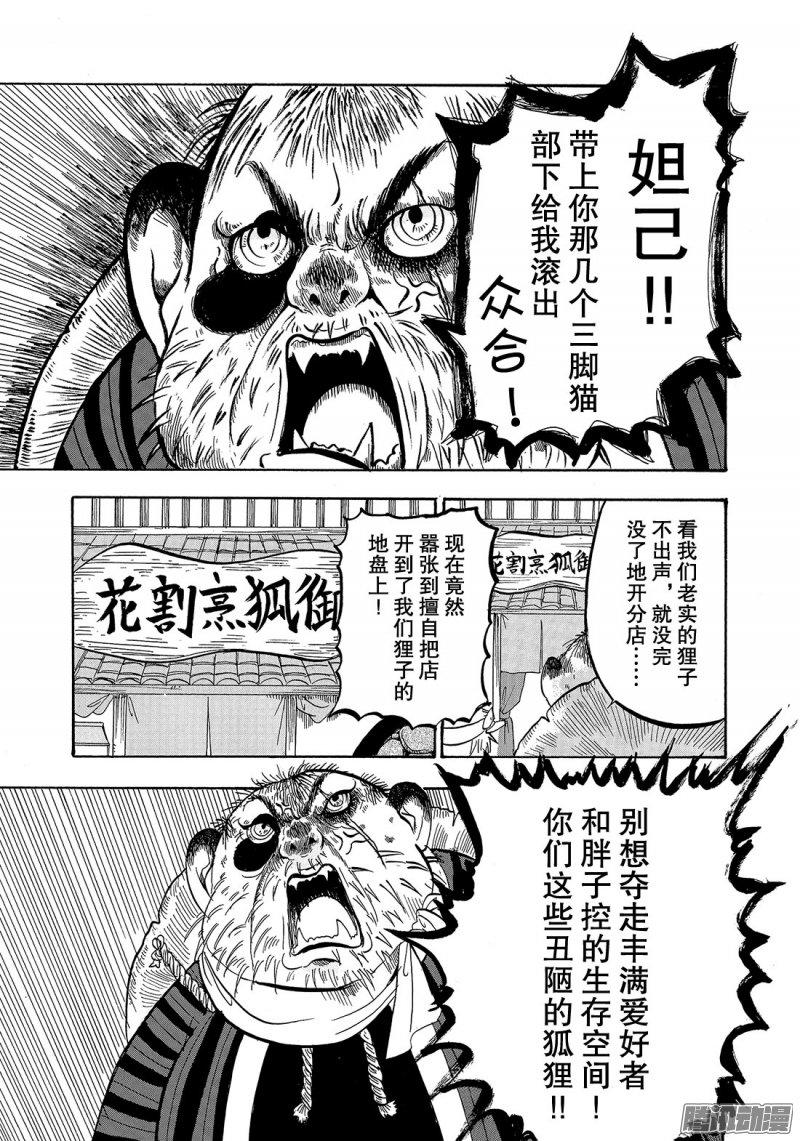 妲己!!
带上你那几个三脚猫
部下给我滚出
众合!
看我们老实的狸子
不出声，就没完
没了地开分店……
花割烹狐御
现在竟然
嚣张到擅自把店
开到了我们狸子的
地盘上！
花割烹狐御
别想夺走丰满爱好者
和胖子控的生存空间！
你们这些丑陋的狐狸!!
腾讯动漫